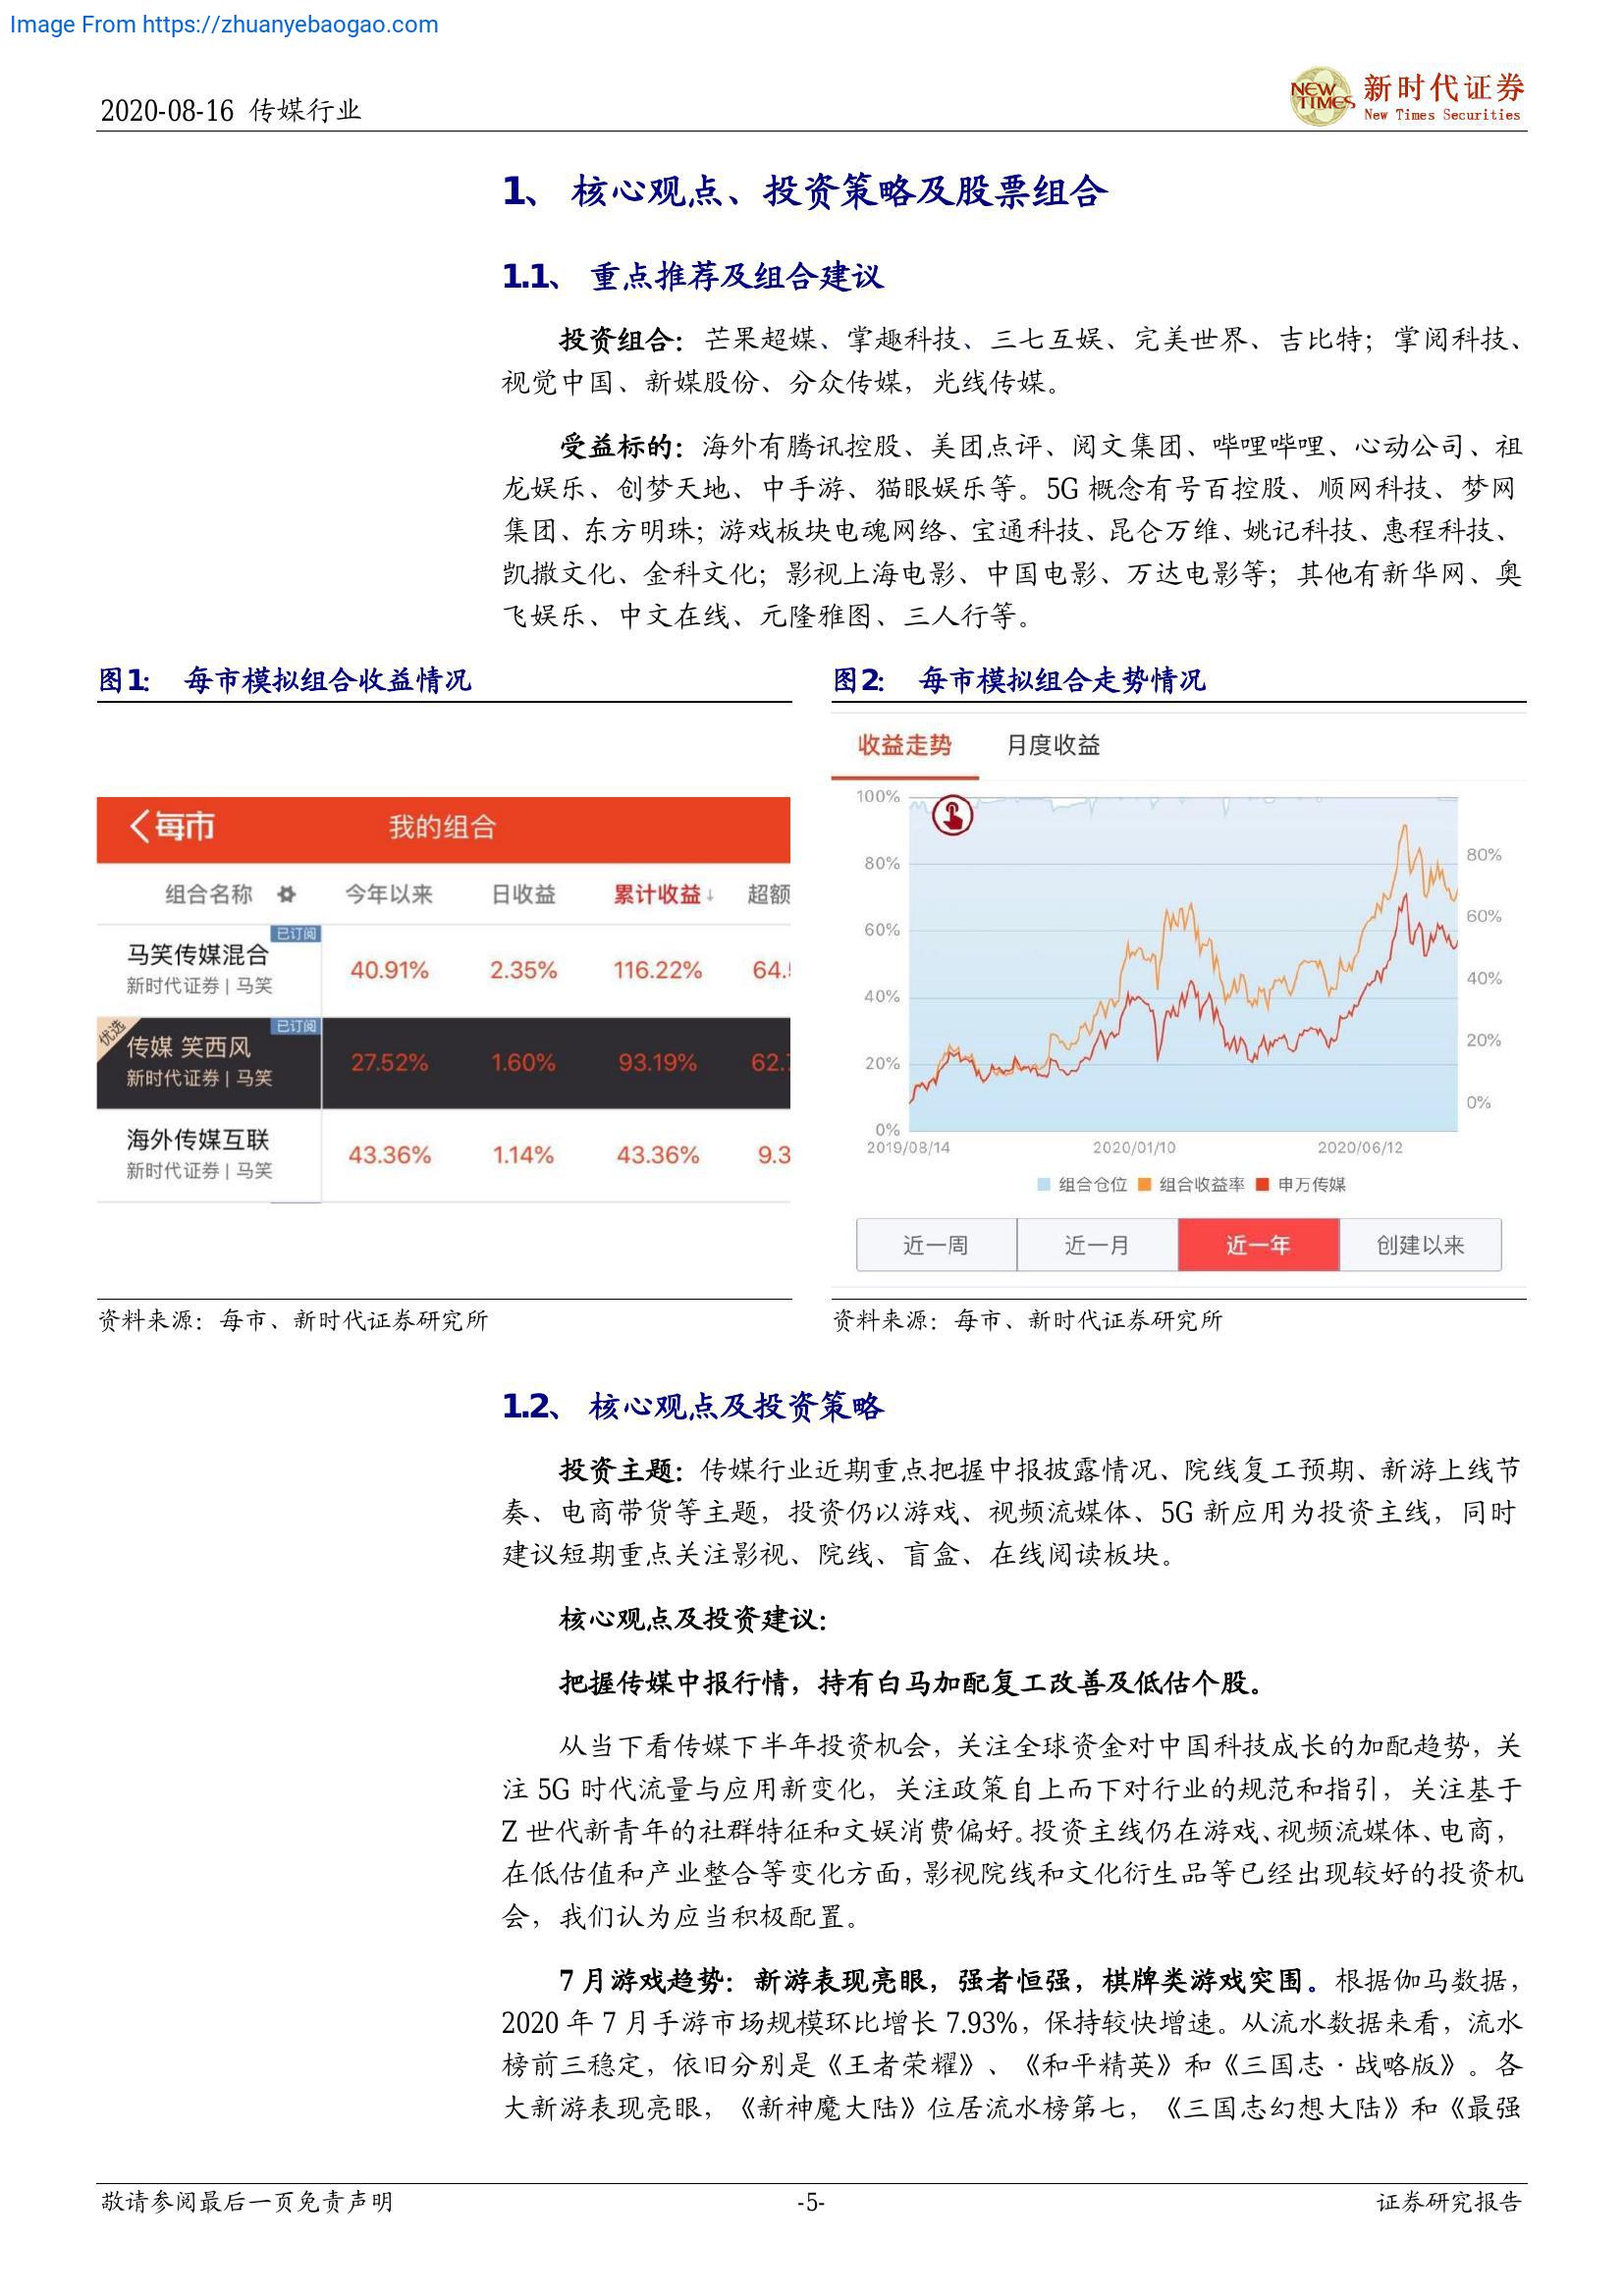 Image From https://zhuanyebaogao.com
2020-08-16 传媒行业
NEW TIMES
新时代证券
New Times Securities
1、 核心观点、投资策略及股票组合
1.1、 重点推荐及组合建议
投资组合：芒果超媒、掌趣科技、三七互娱、完美世界、吉比特；掌阅科技、
视觉中国、新媒股份、分众传媒，光线传媒。
受益标的：海外有腾讯控股、美团点评、阅文集团、哔哩哔哩、心动公司、祖
龙娱乐、创梦天地、中手游、猫眼娱乐等。5G 概念有号百控股、顺网科技、梦网
集团、东方明珠；游戏板块电魂网络、宝通科技、昆仑万维、姚记科技、惠程科技、
凯撒文化、金科文化；影视上海电影、中国电影、万达电影等；其他有新华网、奥
飞娱乐、中文在线、元隆雅图、三人行等。
图1： 每市模拟组合收益情况
每市 我的组合
组合名称 今年以来 日收益 累计收益↓ 超额
已订阅
马笑传媒混合
新时代证券 | 马笑
40.91% 2.35% 116.22% 64.
优选
已订阅
传媒 笑西风
新时代证券 | 马笑
27.52% 1.60% 93.19% 62.
海外传媒互联
新时代证券 | 马笑
43.36% 1.14% 43.36% 9.3
资料来源：每市、新时代证券研究所
图2： 每市模拟组合走势情况
收益走势 月度收益
100%
80%
60%
40%
20%
0%
80%
60%
40%
20%
0%
2019/08/14 2020/01/10 2020/06/12
组合仓位 组合收益率 申万传媒
近一周 近一月 近一年 创建以来
资料来源：每市、新时代证券研究所
1.2、 核心观点及投资策略
投资主题：传媒行业近期重点把握中报披露情况、院线复工预期、新游上线节
奏、电商带货等主题，投资仍以游戏、视频流媒体、5G 新应用为投资主线，同时
建议短期重点关注影视、院线、盲盒、在线阅读板块。
核心观点及投资建议：
把握传媒中报行情，持有白马加配复工改善及低估个股。
从当下看传媒下半年投资机会，关注全球资金对中国科技成长的加配趋势，关
注 5G 时代流量与应用新变化，关注政策自上而下对行业的规范和指引，关注基于
Z 世代新青年的社群特征和文娱消费偏好。投资主线仍在游戏、视频流媒体、电商，
在低估值和产业整合等变化方面，影视院线和文化衍生品等已经出现较好的投资机
会，我们认为应当积极配置。
7 月游戏趋势：新游表现亮眼，强者恒强，棋牌类游戏突围。根据伽马数据，
2020 年 7 月手游市场规模环比增长 7.93%，保持较快增速。从流水数据来看，流水
榜前三稳定，依旧分别是《王者荣耀》、《和平精英》和《三国志·战略版》。各
大新游表现亮眼，《新神魔大陆》位居流水榜第七，《三国志幻想大陆》和《最强
敬请参阅最后一页免责声明
-5-
证券研究报告